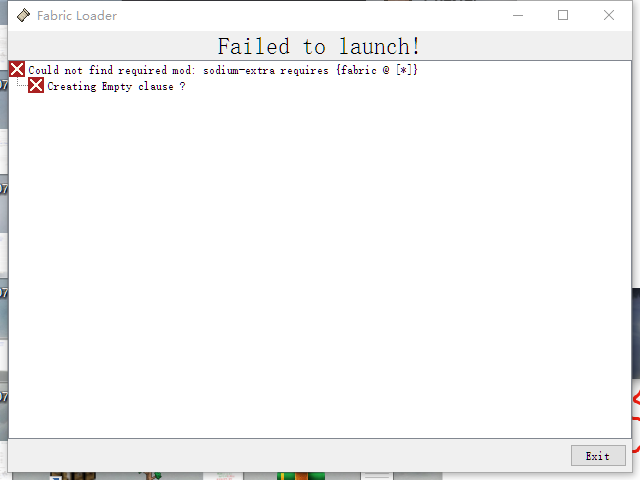 Fabric Loader
Failed to launch!
Could not find required mod: sodium-extra requires {fabric @ [*]}
Creating Empty clause ?
Exit